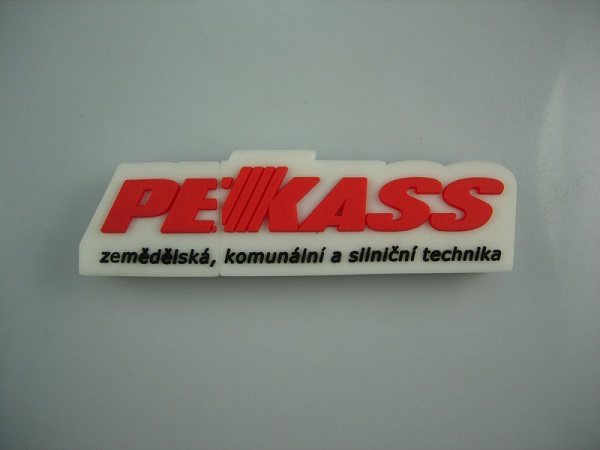 PEKASS
zemědělská, komunální a silniční technika